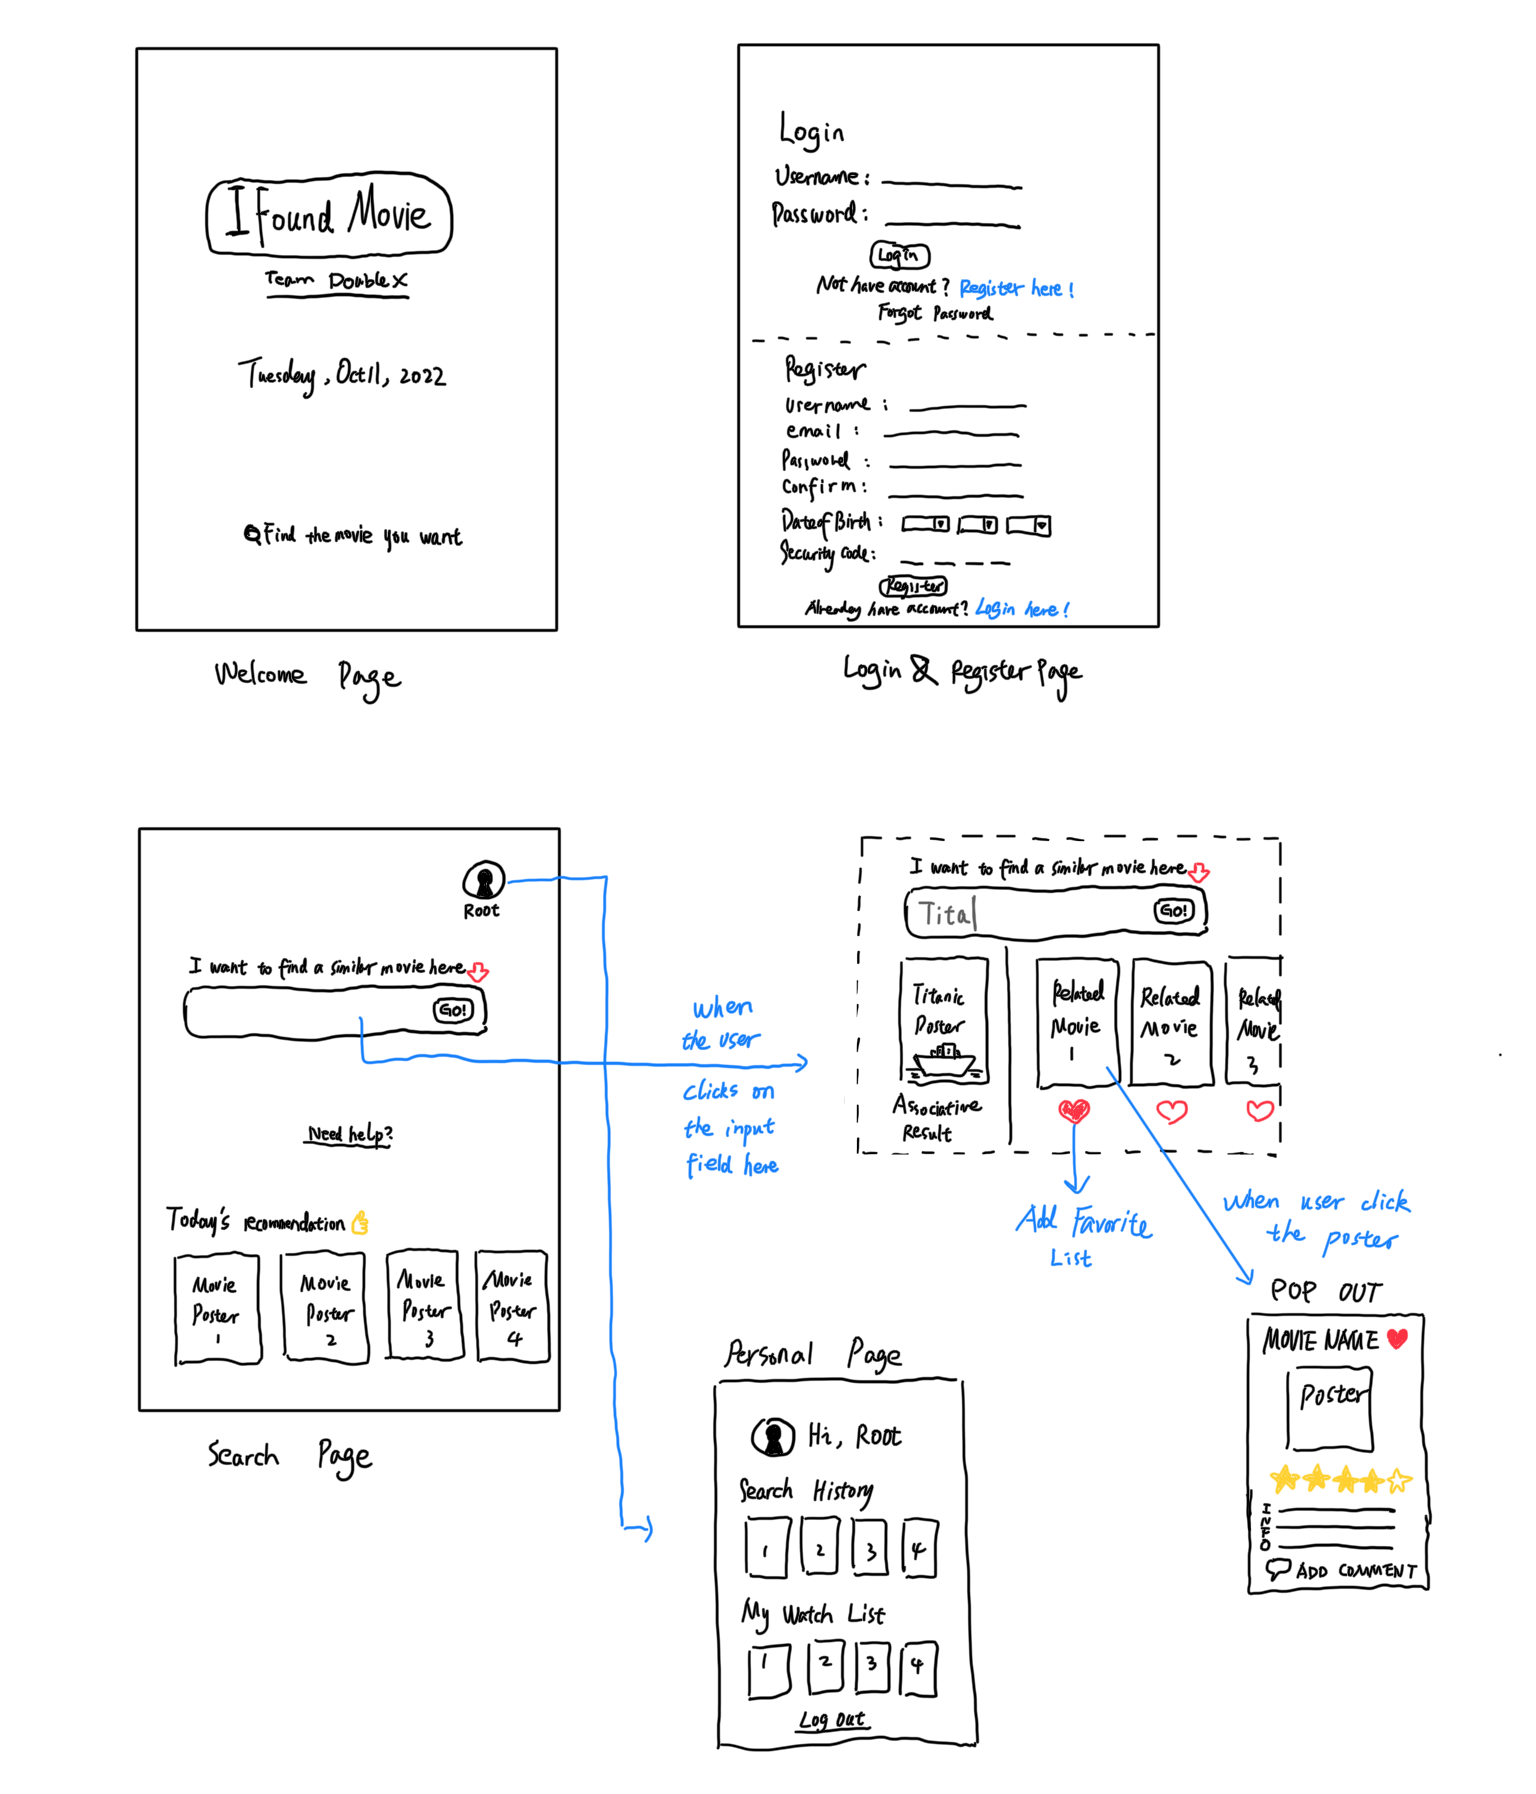 I Found Movie
Team DoubleX
Tuesday, Oct 11, 2022
Find the movie you want
Welcome Page
Login
Username:
Password:
Login
Not have account? Register here!
Forgot Password
Register
Username:
email:
Password:
Confirm:
Date of Birth:
Security Code:
Register
Already have account? Login here!
Login & Register Page
Root
I want to find a similar movie here
GO!
Need help?
Today's recommendation
Movie Poster 1
Movie Poster 2
Movie Poster 3
Movie Poster 4
Search Page
when
the user
clicks on
the input
field here
I want to find a similar movie here
Tital
GO!
Titanic
Poster
Associative
Result
Related
Movie
1
Related
Movie
2
Related
Movie
3
Add Favorite
List
when user click
the poster
POP OUT
MOVIE NAME
Poster
INFO
ADD COMMENT
Personal Page
Hi, Root
Search History
1 2 3 4
My Watch List
1 2 3 4
Log Out